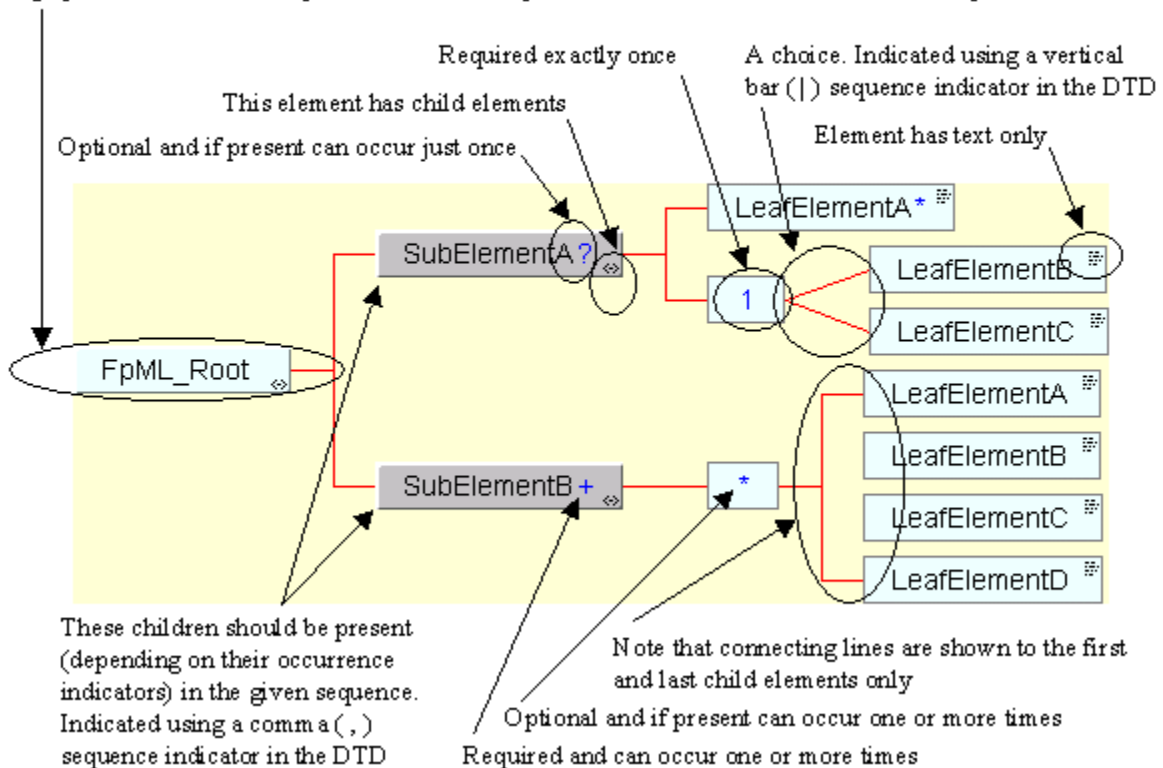 Required exactly once
A choice. Indicated using a vertical
bar (|) sequence indicator in the DTD
This element has child elements
Element has text only
Optional and if present can occur just once
LeafElementA*
SubElementA?
LeafElementB
1
LeafElementC
FpML_Root
LeafElementA
LeafElementB
SubElementB+
*
LeafElementC
LeafElementD
These children should be present
(depending on their occurrence
indicators) in the given sequence.
Indicated using a comma (,)
sequence indicator in the DTD
Note that connecting lines are shown to the first
and last child elements only
Optional and if present can occur one or more times
Required and can occur one or more times